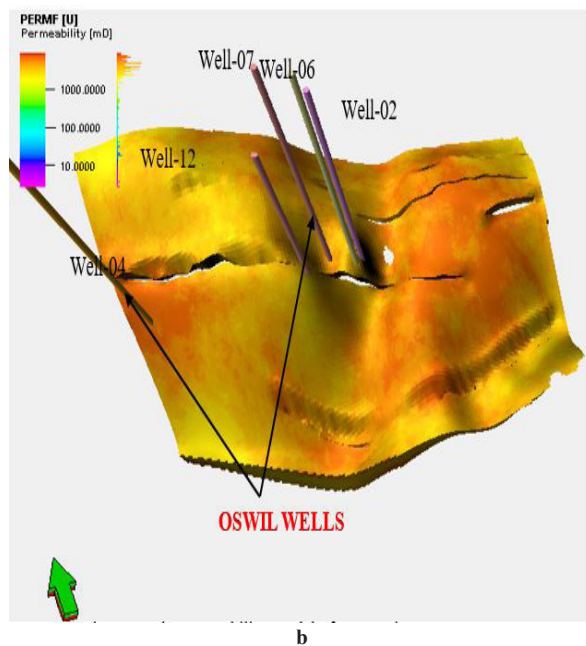 PERMF [U]
Permeability [mD]
1000.0000
100.0000
10.0000
Well-07
Well-06
Well-02
Well-12
Well-04
OSWIL WELLS
b